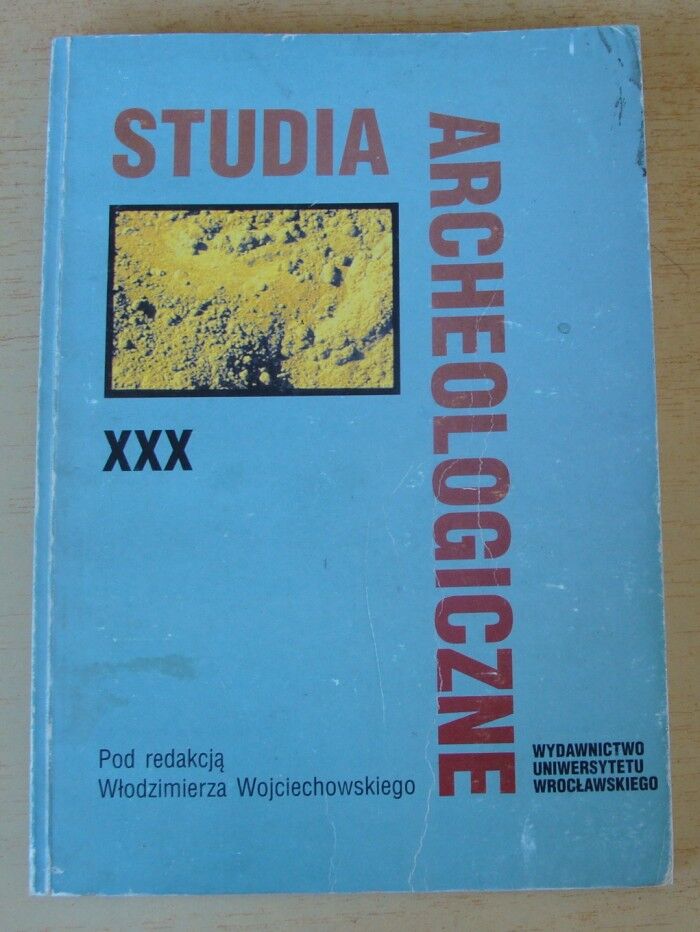 STUDIA
ARCHEOLOGICZNE
XXX
Pod redakcją
Włodzimierza Wojciechowskiego
WYDAWNICTWO
UNIWERSYTETU
WROCŁAWSKIEGO